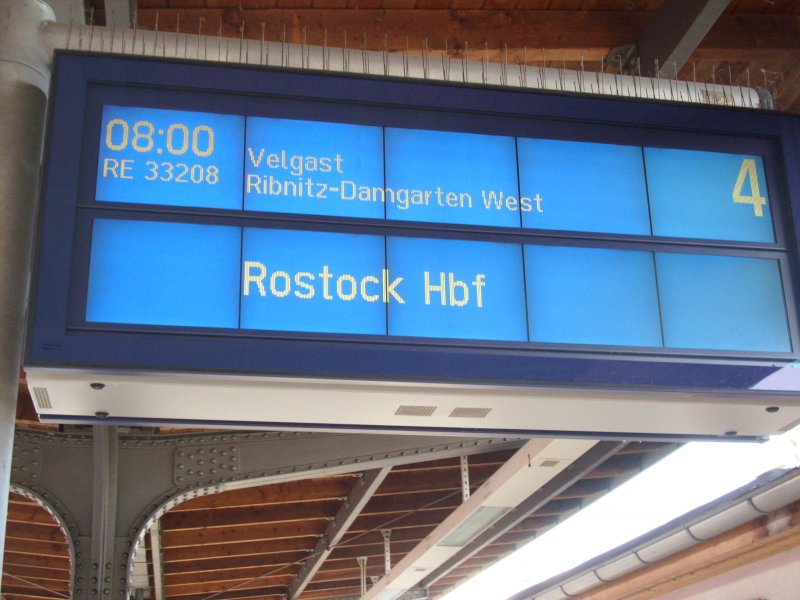 08:00
RE 33208
Velgast
Ribnitz-Damgarten West
4
Rostock Hbf